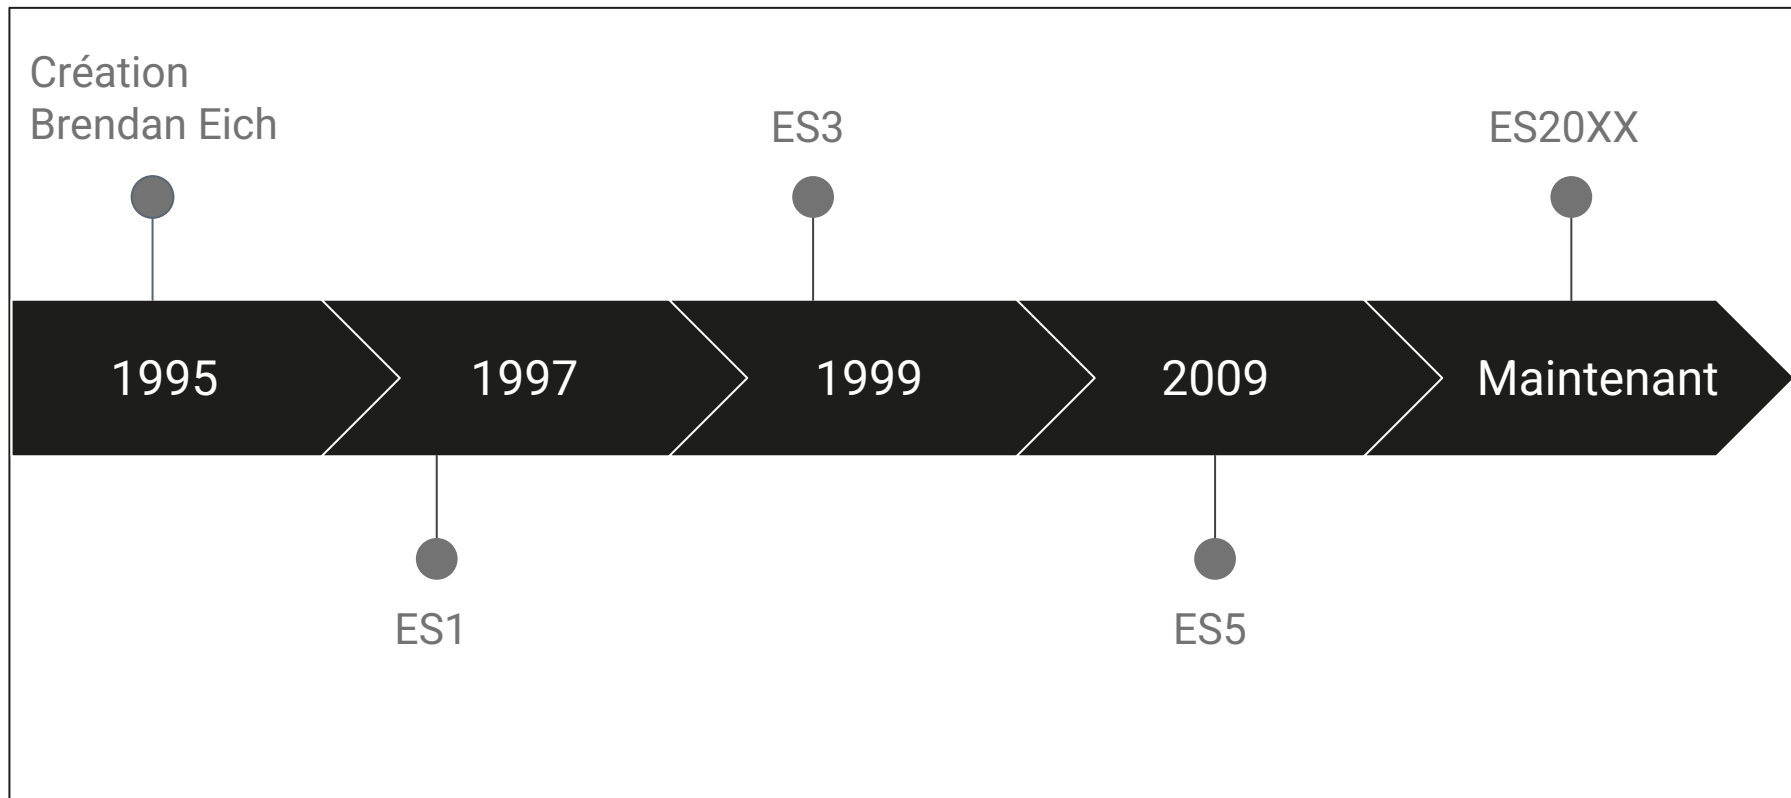 Création
Brendan Eich
ES3
ES20XX
1995
1997
1999
2009
Maintenant
ES1
ES5